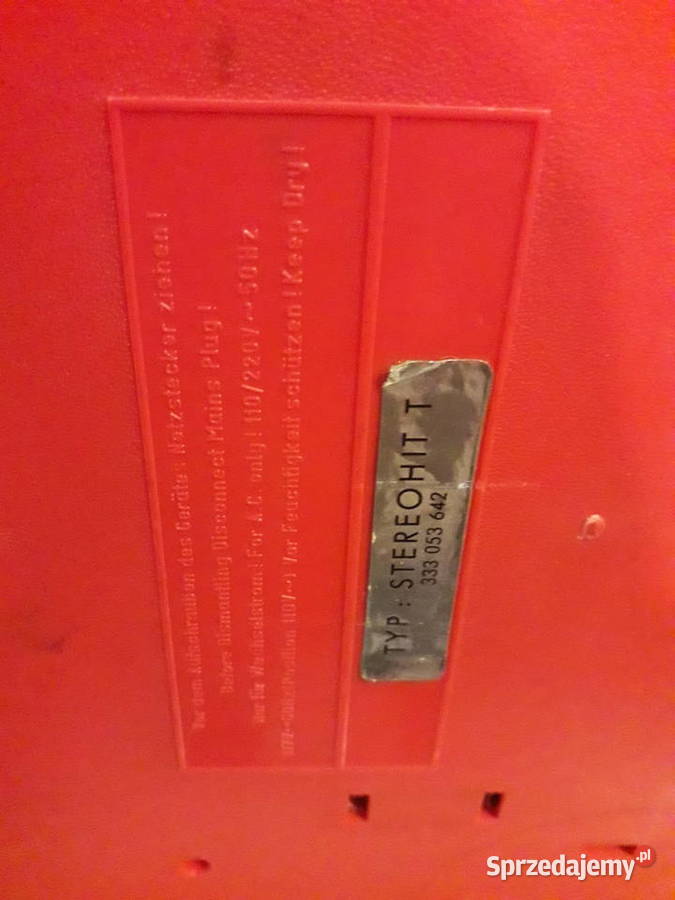 Vor dem Aufschrauben des Geräte: Netzstecker ziehen!
Before Dismantling Disconnect Mains Plug!
Nur für Wechselstrom! For A.C. only! 110/220V~50Hz
Vor Feuchtigkeit schützen! Keep Dry!
TYP: STEREOHIT T
333 053 642
Sprzedajemy.pl